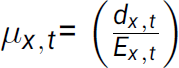 μx,t = (dx,t / Ex,t)